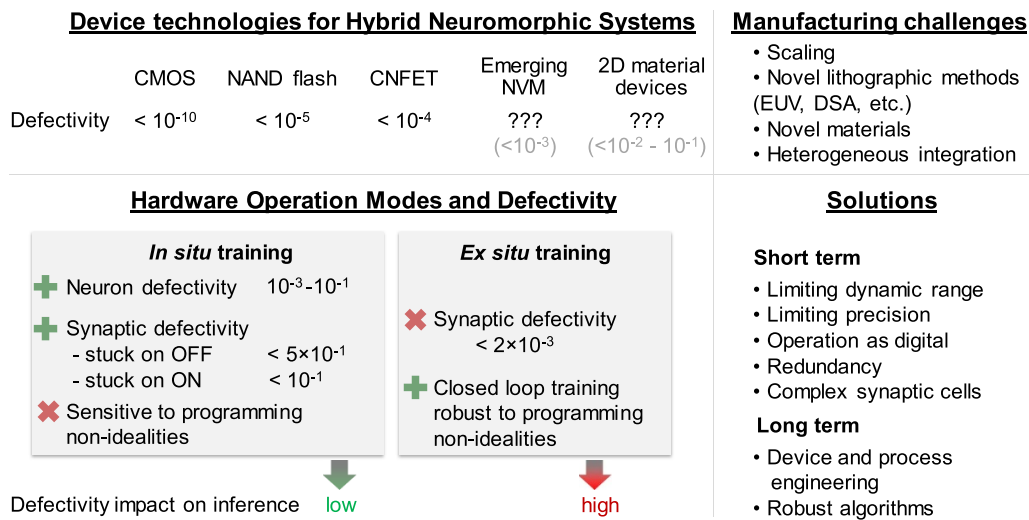 Device technologies for Hybrid Neuromorphic Systems
CMOS NAND flash CNFET Emerging NVM 2D material devices
Defectivity < 10⁻¹⁰ < 10⁻⁵ < 10⁻⁴ ??? ???
(<10⁻³) (<10⁻² - 10⁻¹)
Manufacturing challenges
• Scaling
• Novel lithographic methods
(EUV, DSA, etc.)
• Novel materials
• Heterogeneous integration
Hardware Operation Modes and Defectivity
In situ training
Neuron defectivity 10⁻³-10⁻¹
Synaptic defectivity
- stuck on OFF < 5×10⁻¹
- stuck on ON < 10⁻¹
Sensitive to programming
non-idealities
Ex situ training
Synaptic defectivity
< 2×10⁻³
Closed loop training
robust to programming
non-idealities
Defectivity impact on inference low high
Solutions
Short term
• Limiting dynamic range
• Limiting precision
• Operation as digital
• Redundancy
• Complex synaptic cells
Long term
• Device and process
engineering
• Robust algorithms